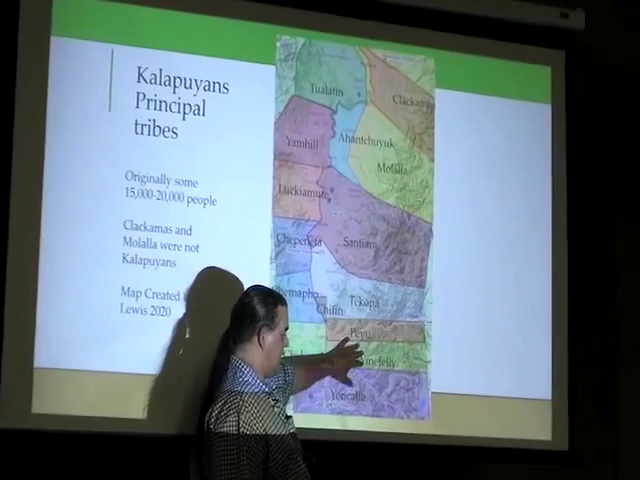 Kalapuyans
Principal
tribes
Originally some
15,000-20,000 people
Clackamas and
Molalla were not
Kalapuyans
Map Created
Lewis 2020
Tualatin
Yamhill
Ahantchuyuk
Molalla
Luckiamute
Santiam
Chepenefa
Tekopa
Chifin
Peyu
Yoncalla